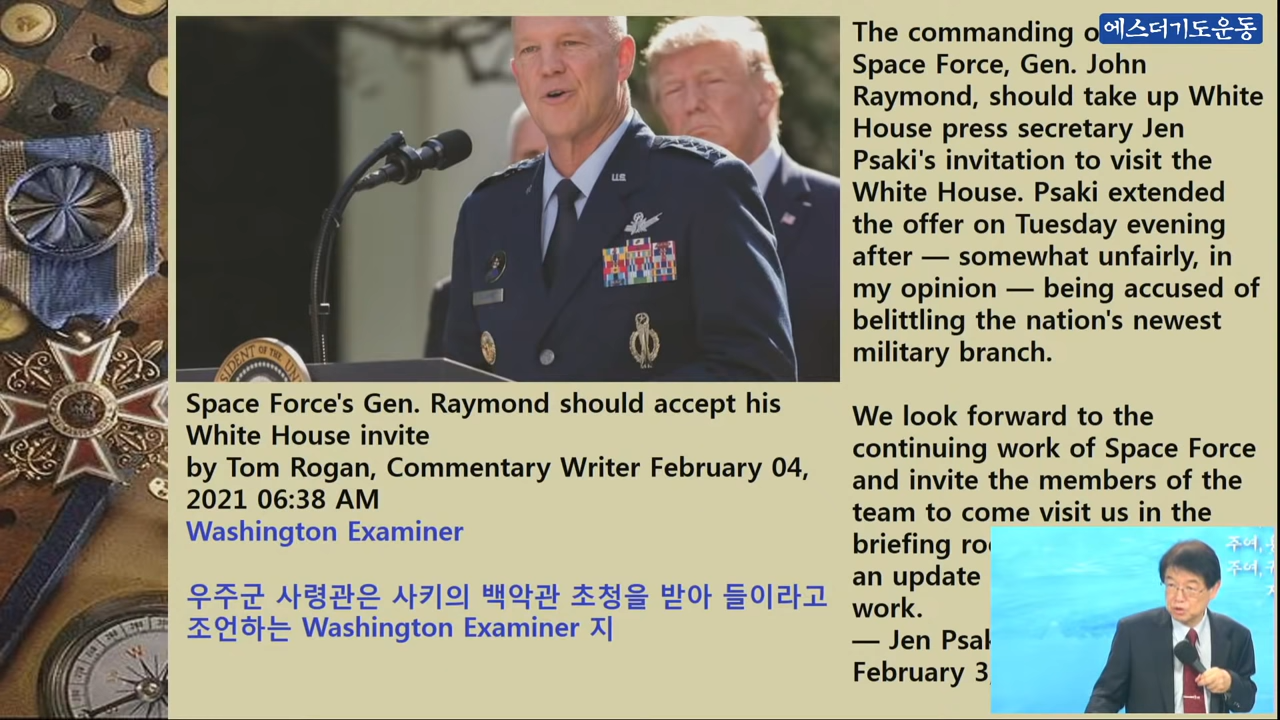 에스더기도운동
The commanding o
Space Force, Gen. John
Raymond, should take up White
House press secretary Jen
Psaki's invitation to visit the
White House. Psaki extended
the offer on Tuesday evening
after — somewhat unfairly, in
my opinion — being accused of
belittling the nation's newest
military branch.
We look forward to the
continuing work of Space Force
and invite the members of the
team to come visit us in the
briefing ro
an update
work.
— Jen Psak
February 3,
U.S.
Space Force's Gen. Raymond should accept his
White House invite
by Tom Rogan, Commentary Writer February 04,
2021 06:38 AM
Washington Examiner
우주군 사령관은 사키의 백악관 초청을 받아 들이라고
조언하는 Washington Examiner 지
주여,
주여,